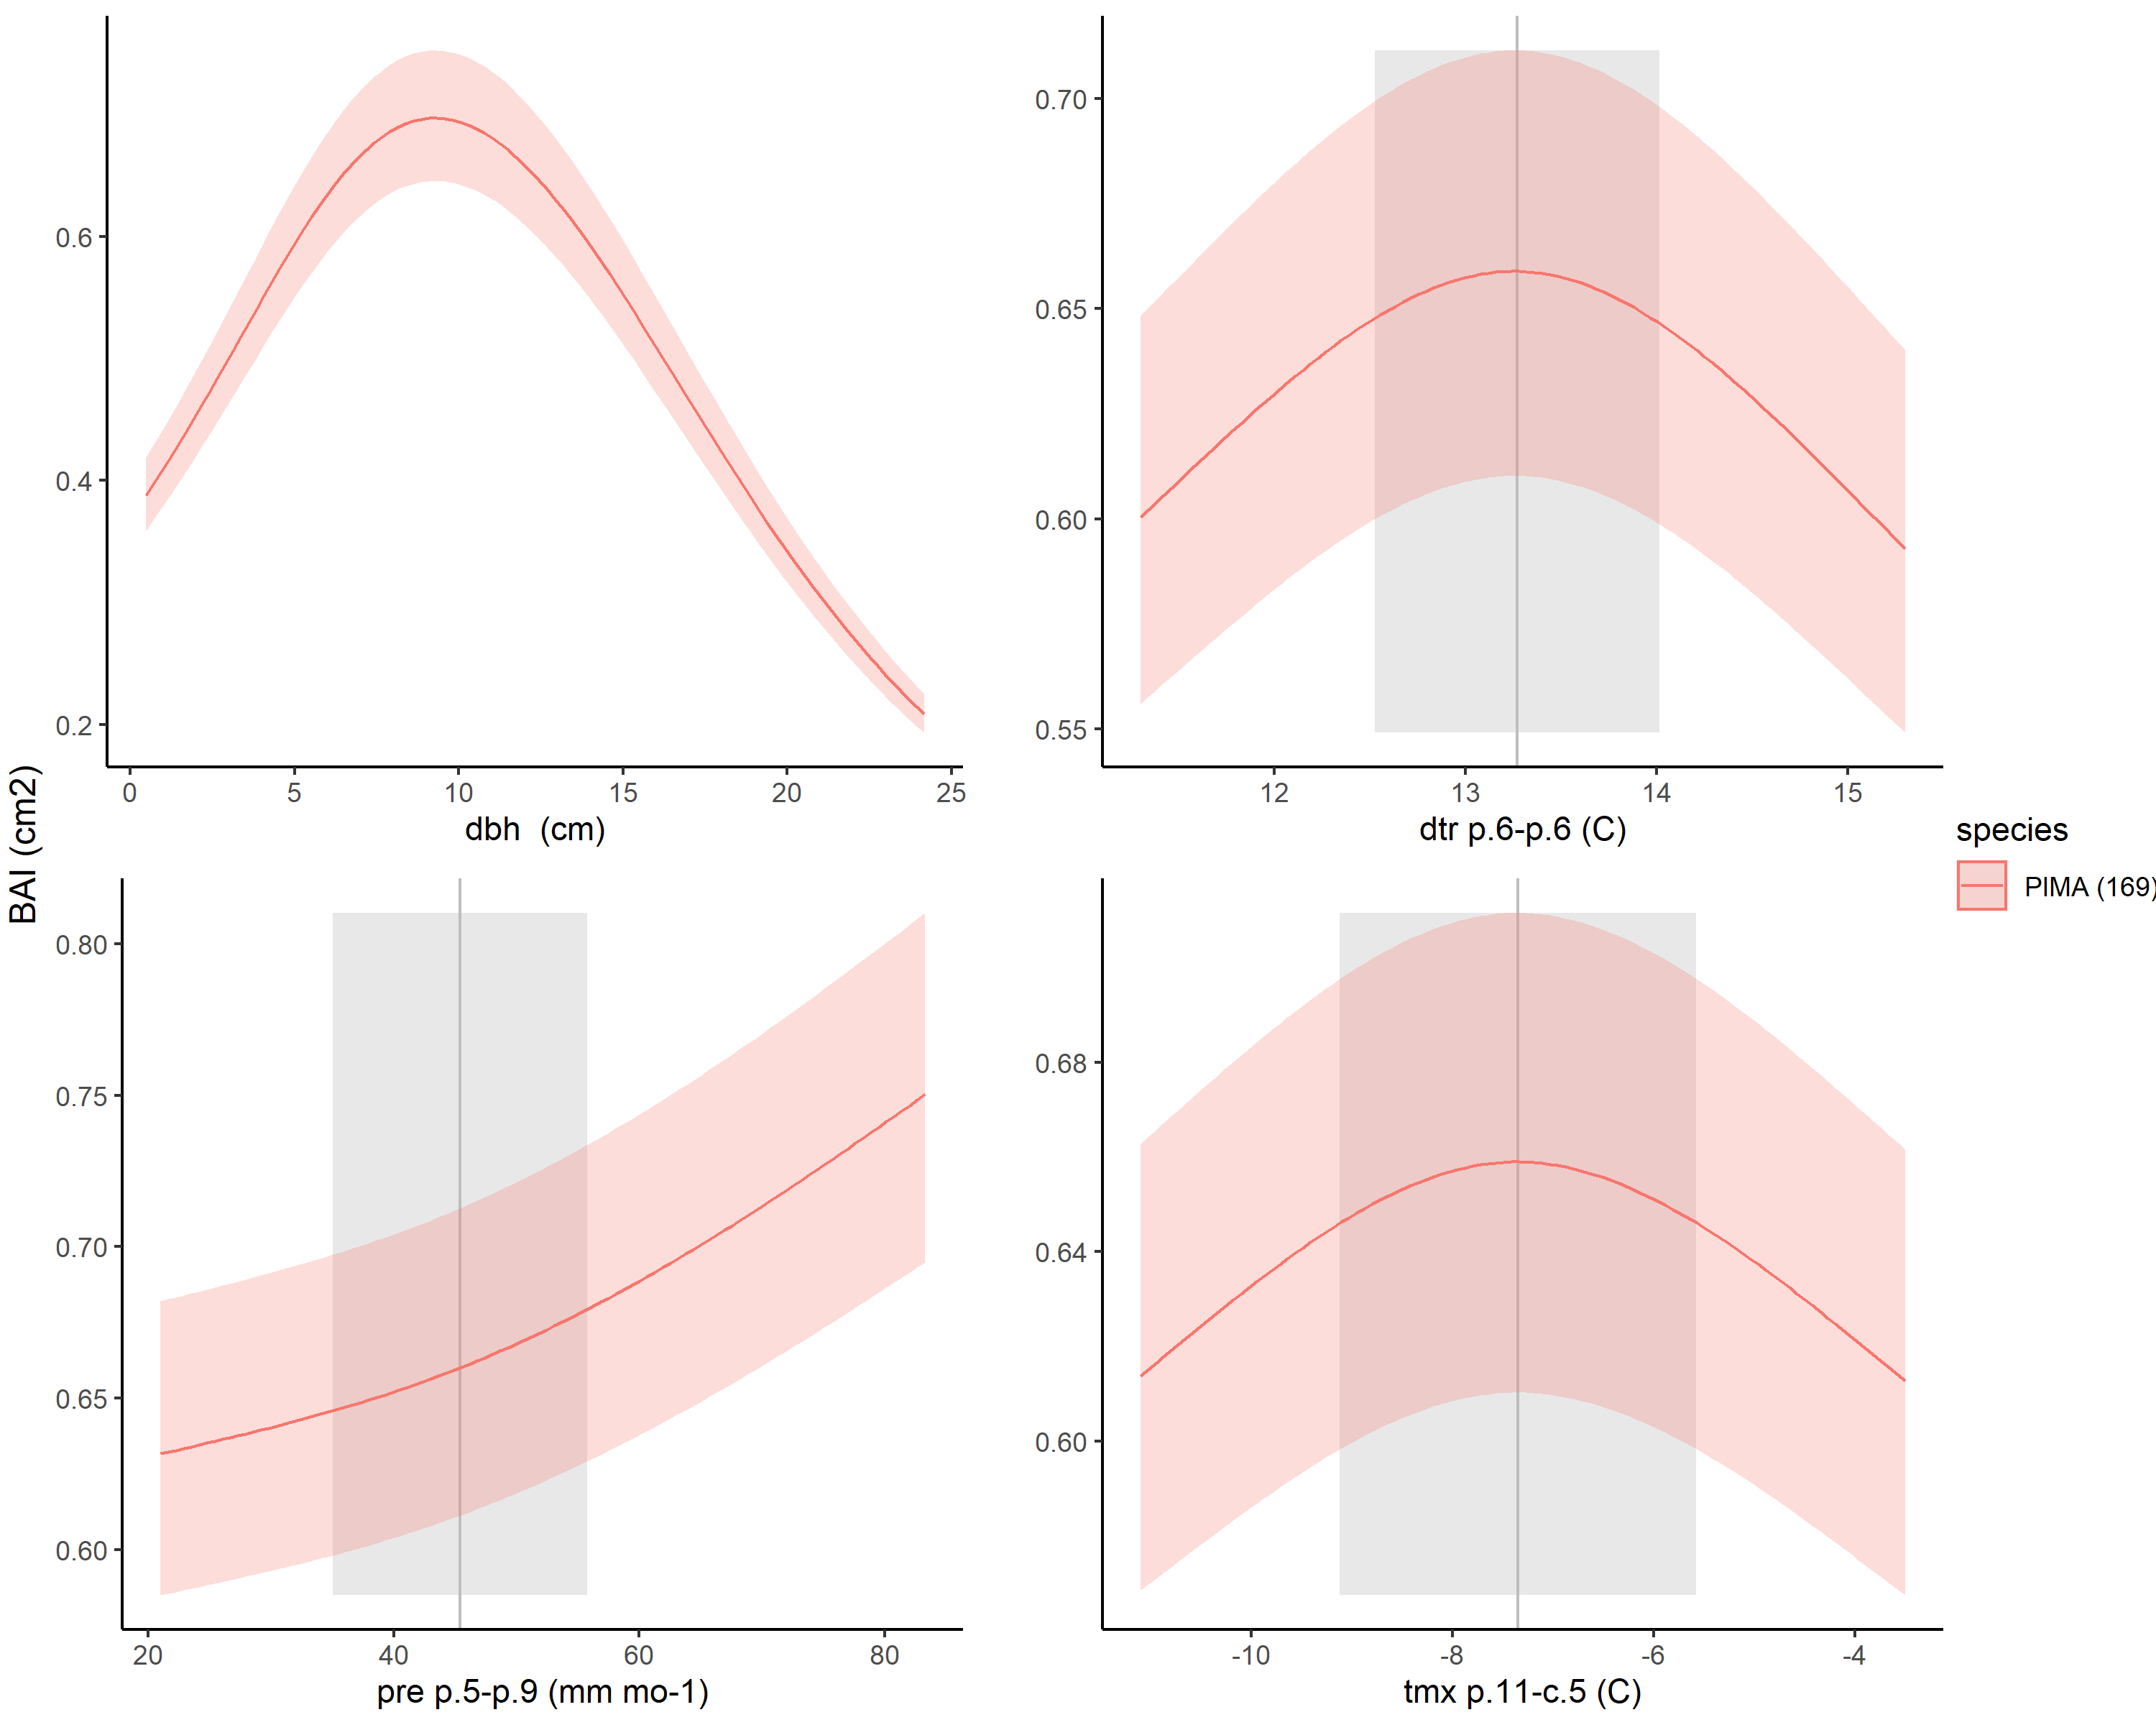 BAI (cm2)
0.6
0.4
0.2
0 5 10 15 20 25
dbh  (cm)
0.70
0.65
0.60
0.55
12 13 14 15
dtr p.6-p.6 (C)
species
PIMA (169)
0.80
0.75
0.70
0.65
0.60
20 40 60 80
pre p.5-p.9 (mm mo-1)
0.68
0.64
0.60
-10 -8 -6 -4
tmx p.11-c.5 (C)